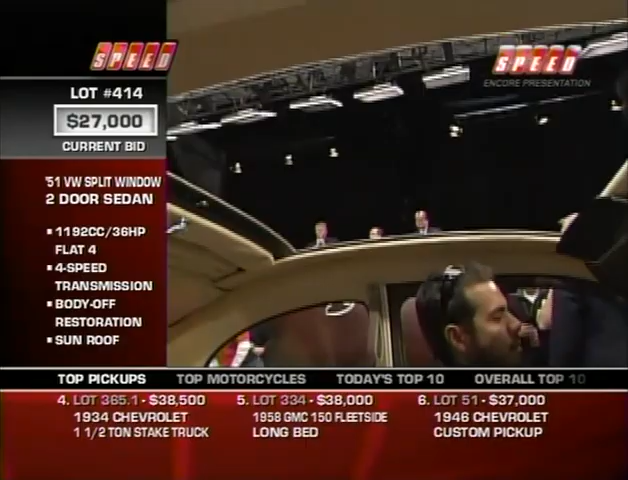 SPEED
SPEED
ENCORE PRESENTATION
LOT #414
$27,000
CURRENT BID
'51 VW SPLIT WINDOW
2 DOOR SEDAN
1192CC/36HP
FLAT 4
4-SPEED
TRANSMISSION
BODY-OFF
RESTORATION
SUN ROOF
TOP PICKUPS TOP MOTORCYCLES TODAY'S TOP 10 OVERALL TOP 10
4. LOT 365.1 - $38,500
1934 CHEVROLET
1 1/2 TON STAKE TRUCK
5. LOT 334 - $38,000
1958 GMC 150 FLEETSIDE
LONG BED
6. LOT 51 - $37,000
1946 CHEVROLET
CUSTOM PICKUP